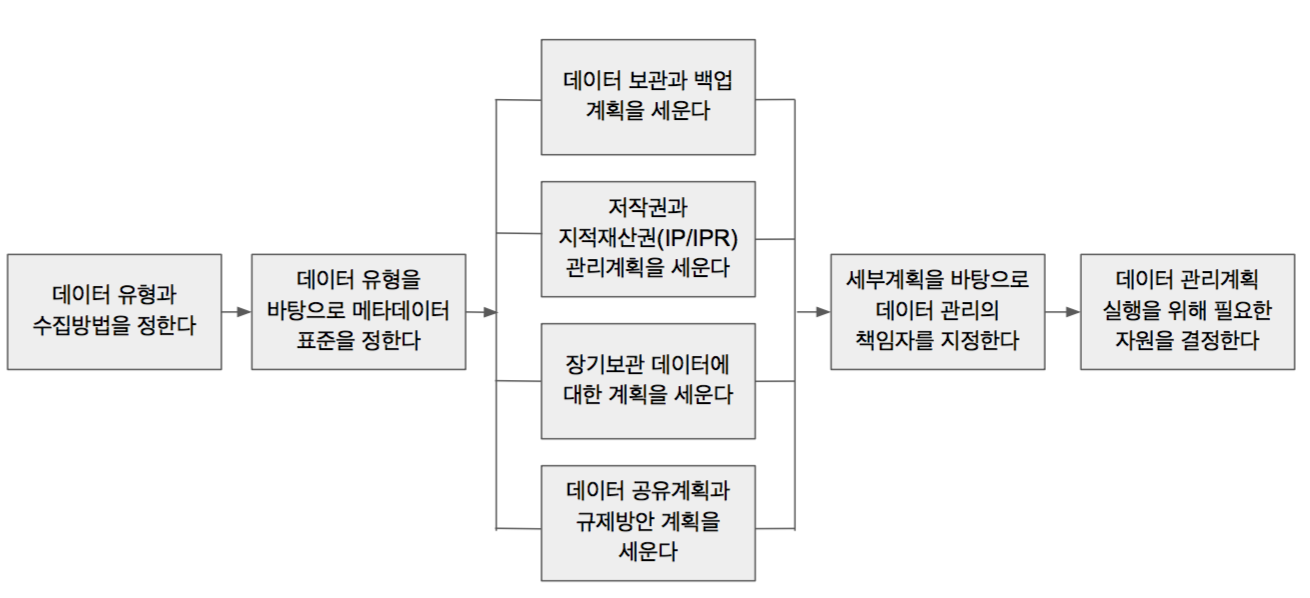 데이터 유형과
수집방법을 정한다
데이터 유형을
바탕으로 메타데이터
표준을 정한다
데이터 보관과 백업
계획을 세운다
저작권과
지적재산권(IP/IPR)
관리계획을 세운다
장기보관 데이터에
대한 계획을 세운다
데이터 공유계획과
규제방안 계획을
세운다
세부계획을 바탕으로
데이터 관리의
책임자를 지정한다
데이터 관리계획
실행을 위해 필요한
자원을 결정한다